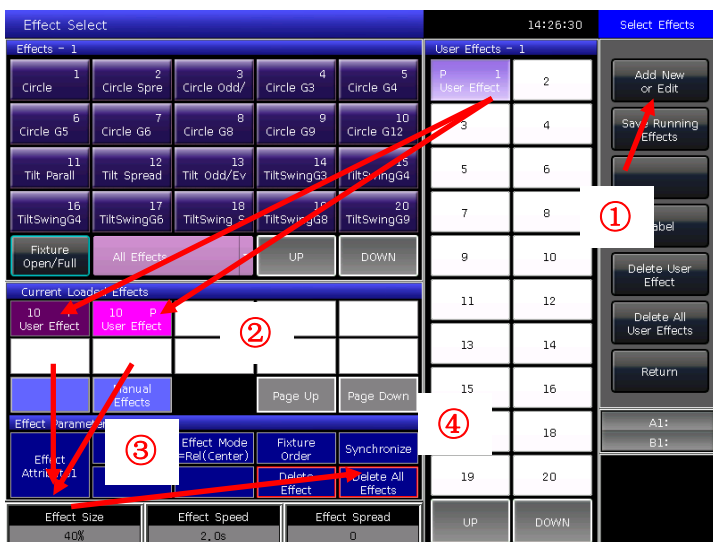 Effect Select
14:26:30
Select Effects
Effects - 1
1
Circle
2
Circle Spre
3
Circle Odd/
4
Circle G3
5
Circle G4
6
Circle G5
7
Circle G6
8
Circle G8
9
Circle G9
10
Circle G12
11
Tilt Parall
12
Tilt Spread
13
Tilt Odd/Ev
14
TiltSwingG3
15
TiltSwingG4
16
TiltSwingG4
17
TiltSwingG6
18
TiltSwing S
19
TiltSwingG8
20
TiltSwingG9
Fixture
Open/Full
All Effects
UP
DOWN
Current Loaded Effects
10
User Effect
10 P
User Effect
②
Manual
Effects
Page Up
Page Down
Effect Parameter
Effect
Attribute1
③
Effect Mode
=Rel(Center)
Fixture
Order
Synchronize
Delete
Effect
Delete All
Effects
Effect Size
40%
Effect Speed
2.0s
Effect Spread
0
User Effects - 1
P 1
User Effect
2
3
4
5
6
7
8
9
10
11
12
13
14
15
16
④
18
19
20
UP
DOWN
Add New
or Edit
Save Running
Effects
①
abel
Delete User
Effect
Delete All
User Effects
Return
A1:
B1: